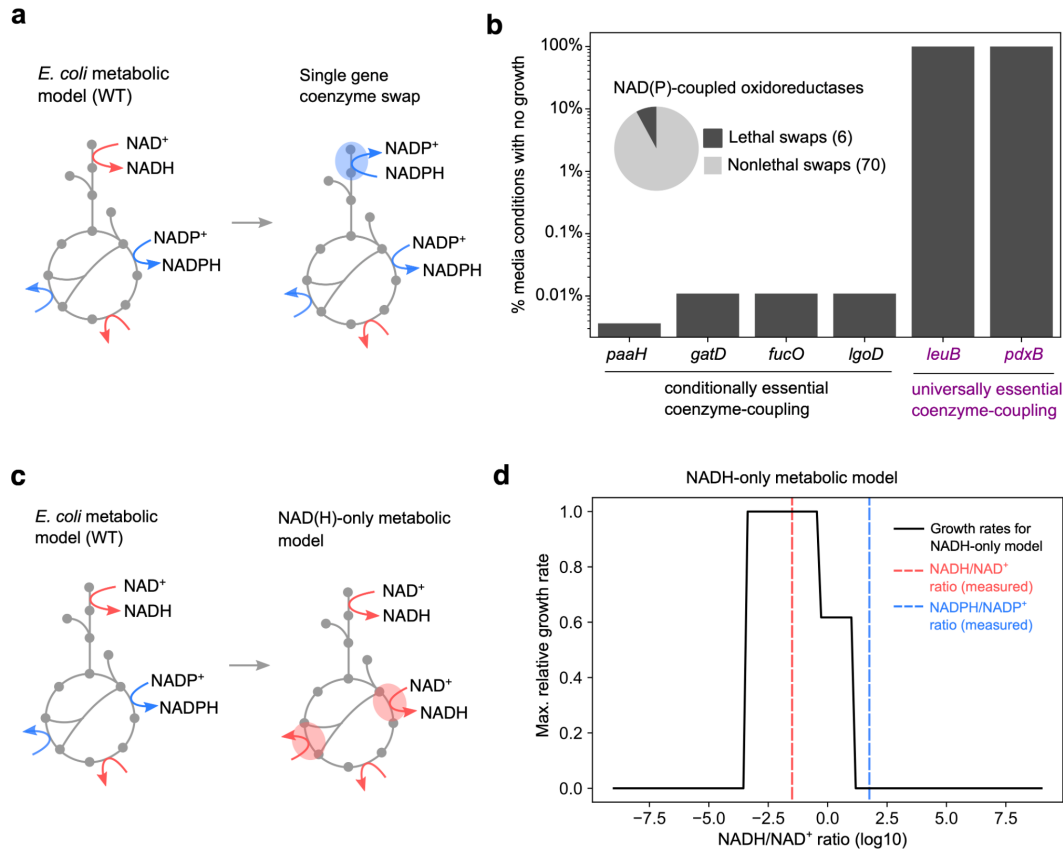 a
E. coli metabolic
model (WT)
Single gene
coenzyme swap
NAD⁺
NADH
NADP⁺
NADPH
NADP⁺
NADPH
NADP⁺
NADPH
b
% media conditions with no growth
100%
10%
1%
0.1%
0.01%
NAD(P)-coupled oxidoreductases
Lethal swaps (6)
Nonlethal swaps (70)
paaH
gatD
fucO
lgoD
leuB
pdxB
conditionally essential
coenzyme-coupling
universally essential
coenzyme-coupling
c
E. coli metabolic
model (WT)
NAD(H)-only metabolic
model
NAD⁺
NADH
NADP⁺
NADPH
NAD⁺
NADH
NAD⁺
NADH
d
NADH-only metabolic model
Max. relative growth rate
1.0
0.8
0.6
0.4
0.2
0.0
Growth rates for
NADH-only model
NADH/NAD⁺
ratio (measured)
NADPH/NADP⁺
ratio (measured)
−7.5
−5.0
−2.5
0.0
2.5
5.0
7.5
NADH/NAD⁺ ratio (log10)